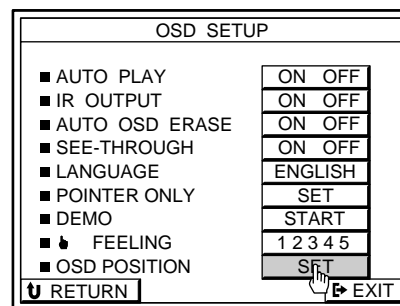 OSD SETUP
AUTO PLAY ON OFF
IR OUTPUT ON OFF
AUTO OSD ERASE ON OFF
SEE-THROUGH ON OFF
LANGUAGE ENGLISH
POINTER ONLY SET
DEMO START
FEELING 1 2 3 4 5
OSD POSITION SET
RETURN EXIT